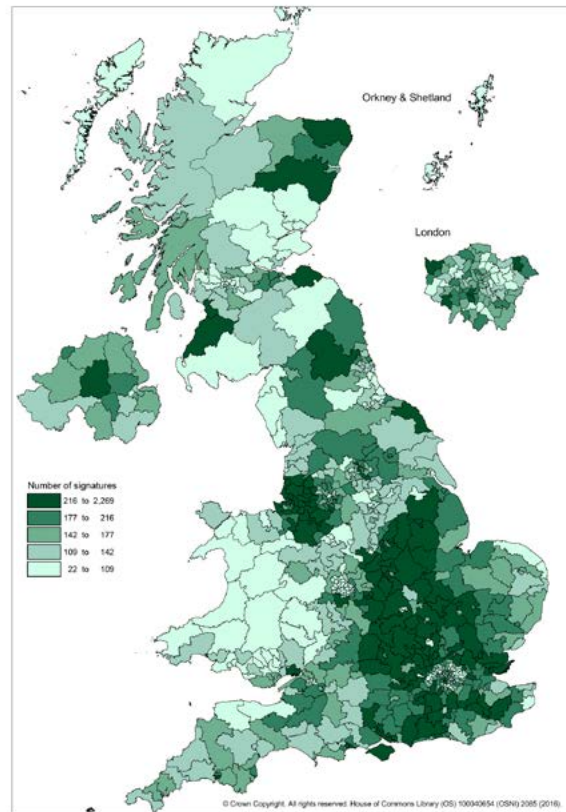 Orkney & Shetland
London
Number of signatures
216 to 2,269
177 to 216
142 to 177
109 to 142
22 to 109
© Crown Copyright. All rights reserved. House of Commons Library (OS) 100040654 (OSNI) 2085 (2016).